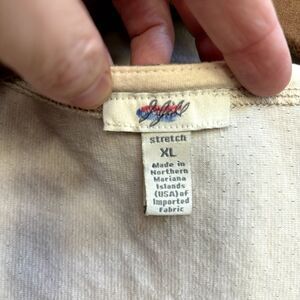 stretch
XL
Made in
Northern
Mariana
Islands
(USA) of
Imported
Fabric